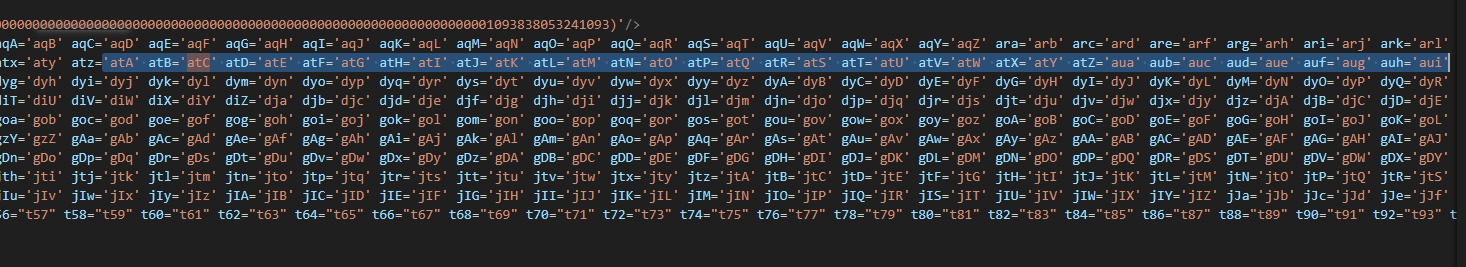 1093838053241093)'/>
aqA='aqB' aqC='aqD' aqE='aqF' aqG='aqH' aqI='aqJ' aqK='aqL' aqM='aqN' aqO='aqP' aqQ='aqR' aqS='aqT' aqU='aqV' aqW='aqX' aqY='aqZ' ara='arb' arc='ard' are='arf' arg='arh' ari='arj' ark='arl'
atx='aty' atz='atA' atB='atC' atD='atE' atF='atG' atH='atI' atJ='atK' atL='atM' atN='atO' atP='atQ' atR='atS' atT='atU' atV='atW' atX='atY' atZ='aua' aub='auc' aud='aue' auf='aug' auh='aui'
dyg='dyh' dyi='dyj' dyk='dyl' dym='dyn' dyo='dyp' dyq='dyr' dys='dyt' dyu='dyv' dyw='dyx' dyy='dyz' dyA='dyB' dyC='dyD' dyE='dyF' dyG='dyH' dyI='dyJ' dyK='dyL' dyM='dyN' dyO='dyP' dyQ='dyR
diT='diU' diV='diW' diX='diY' diZ='dja' djb='djc' djd='dje' djf='djg' djh='dji' djj='djk' djl='djm' djn='djo' djp='djq' djr='djs' djt='dju' djv='djw' djx='djy' djz='djA' djB='djC' djD='djE
goa='gob' goc='god' goe='gof' gog='goh' goi='goj' gok='gol' gom='gon' goo='gop' goq='gor' gos='got' gou='gov' gow='gox' goy='goz' goA='goB' goC='goD' goE='goF' goG='goH' goI='goJ' goK='goL
gzY='gzZ' gAa='gAb' gAc='gAd' gAe='gAf' gAg='gAh' gAi='gAj' gAk='gAl' gAm='gAn' gAo='gAp' gAq='gAr' gAs='gAt' gAu='gAv' gAw='gAx' gAy='gAz' gAA='gAB' gAC='gAD' gAE='gAF' gAG='gAH' gAI='gAJ
gDn='gDo' gDp='gDq' gDr='gDs' gDt='gDu' gDv='gDw' gDx='gDy' gDz='gDA' gDB='gDC' gDD='gDE' gDF='gDG' gDH='gDI' gDJ='gDK' gDL='gDM' gDN='gDO' gDP='gDQ' gDR='gDS' gDT='gDU' gDV='gDW' gDX='gDY
jth='jti' jtj='jtk' jtl='jtm' jtn='jto' jtp='jtq' jtr='jts' jtt='jtu' jtv='jtw' jtx='jty' jtz='jtA' jtB='jtC' jtD='jtE' jtF='jtG' jtH='jtI' jtJ='jtK' jtL='jtM' jtN='jtO' jtP='jtQ' jtR='jtS
jIu='jIv' jIw='jIx' jIy='jIz' jIA='jIB' jIC='jID' jIE='jIF' jIG='jIH' jII='jIJ' jIK='jIL' jIM='jIN' jIO='jIP' jIQ='jIR' jIS='jIT' jIU='jIV' jIW='jIX' jIY='jIZ' jJa='jJb' jJc='jJd' jJe='jJf
56="t57" t58="t59" t60="t61" t62="t63" t64="t65" t66="t67" t68="t69" t70="t71" t72="t73" t74="t75" t76="t77" t78="t79" t80="t81" t82="t83" t84="t85" t86="t87" t88="t89" t90="t91" t92="t93" t